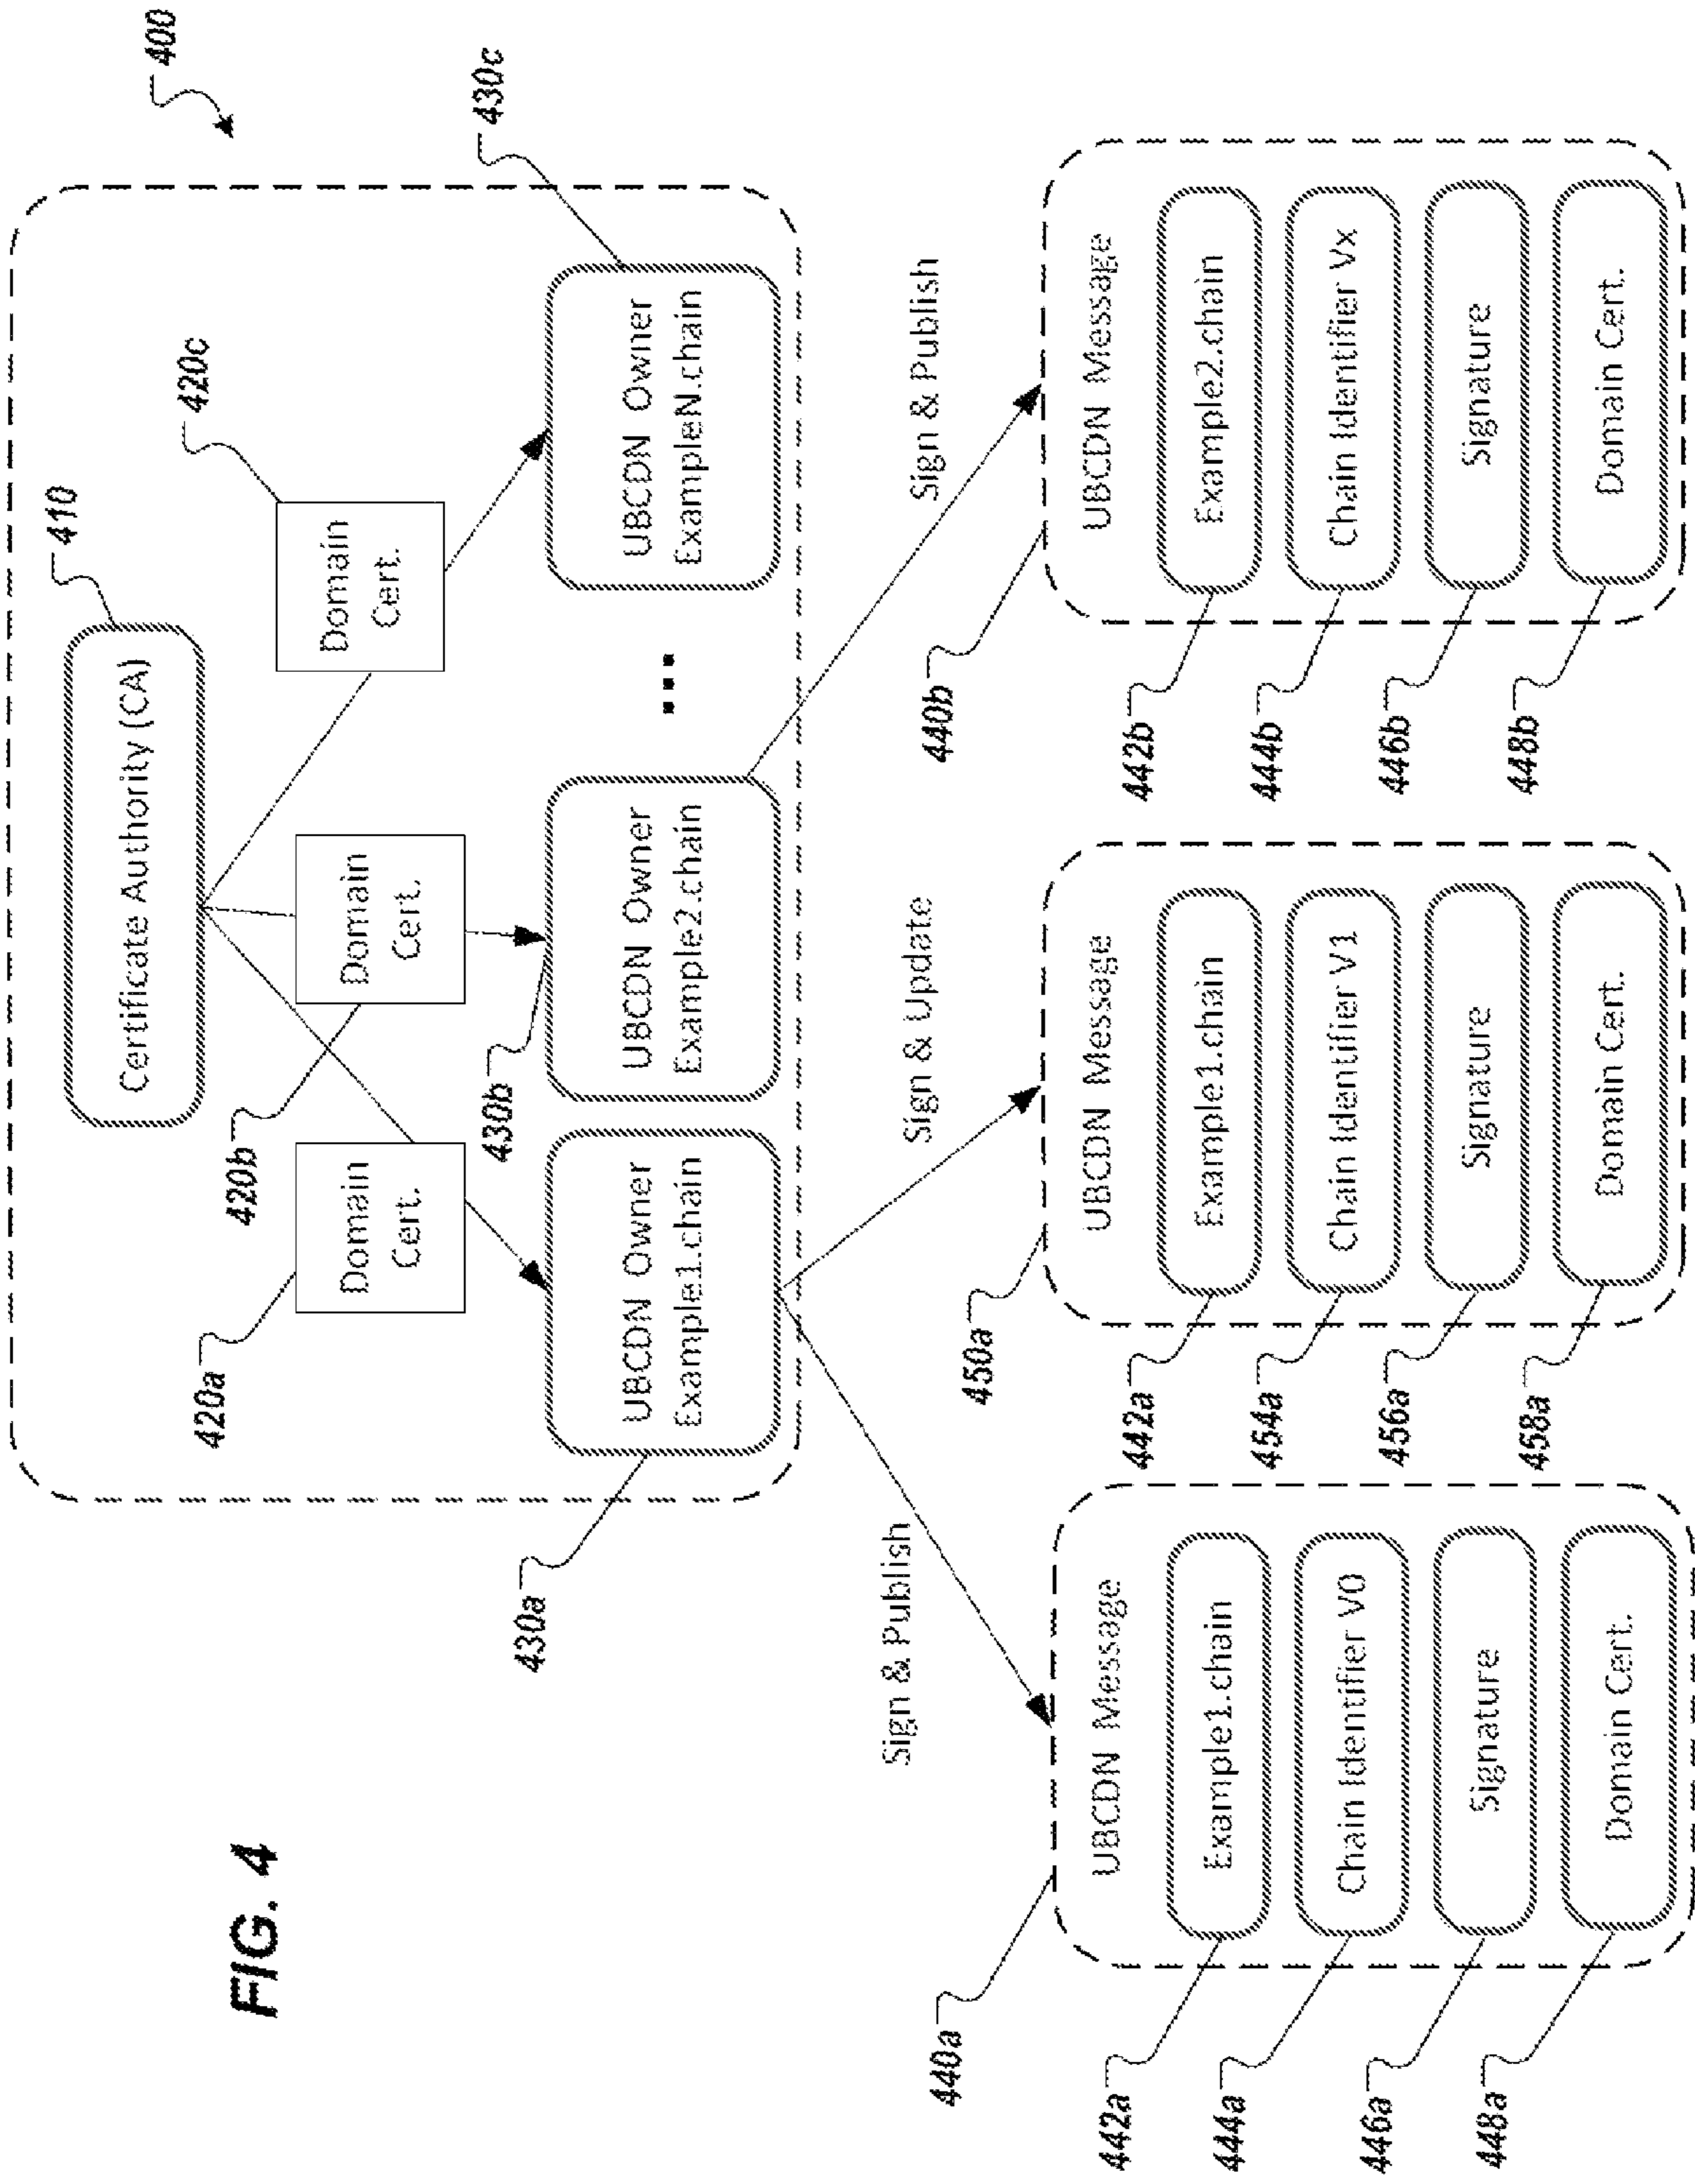 FIG. 4
400
410
Certificate Authority (CA)
420a
Domain
Cert.
420b
Domain
Cert.
420c
Domain
Cert.
430a
UBCDN Owner
Example1.chain
430b
UBCDN Owner
Example2.chain
...
430c
UBCDN Owner
ExampleN.chain
Sign & Publish
Sign & Update
Sign & Publish
440a
UBCDN Message
442a
Example1.chain
444a
Chain Identifier V0
446a
Signature
448a
Domain Cert.
450a
UBCDN Message
442a
Example1.chain
454a
Chain Identifier V1
456a
Signature
458a
Domain Cert.
440b
UBCDN Message
442b
Example2.chain
444b
Chain Identifier Vx
446b
Signature
448b
Domain Cert.